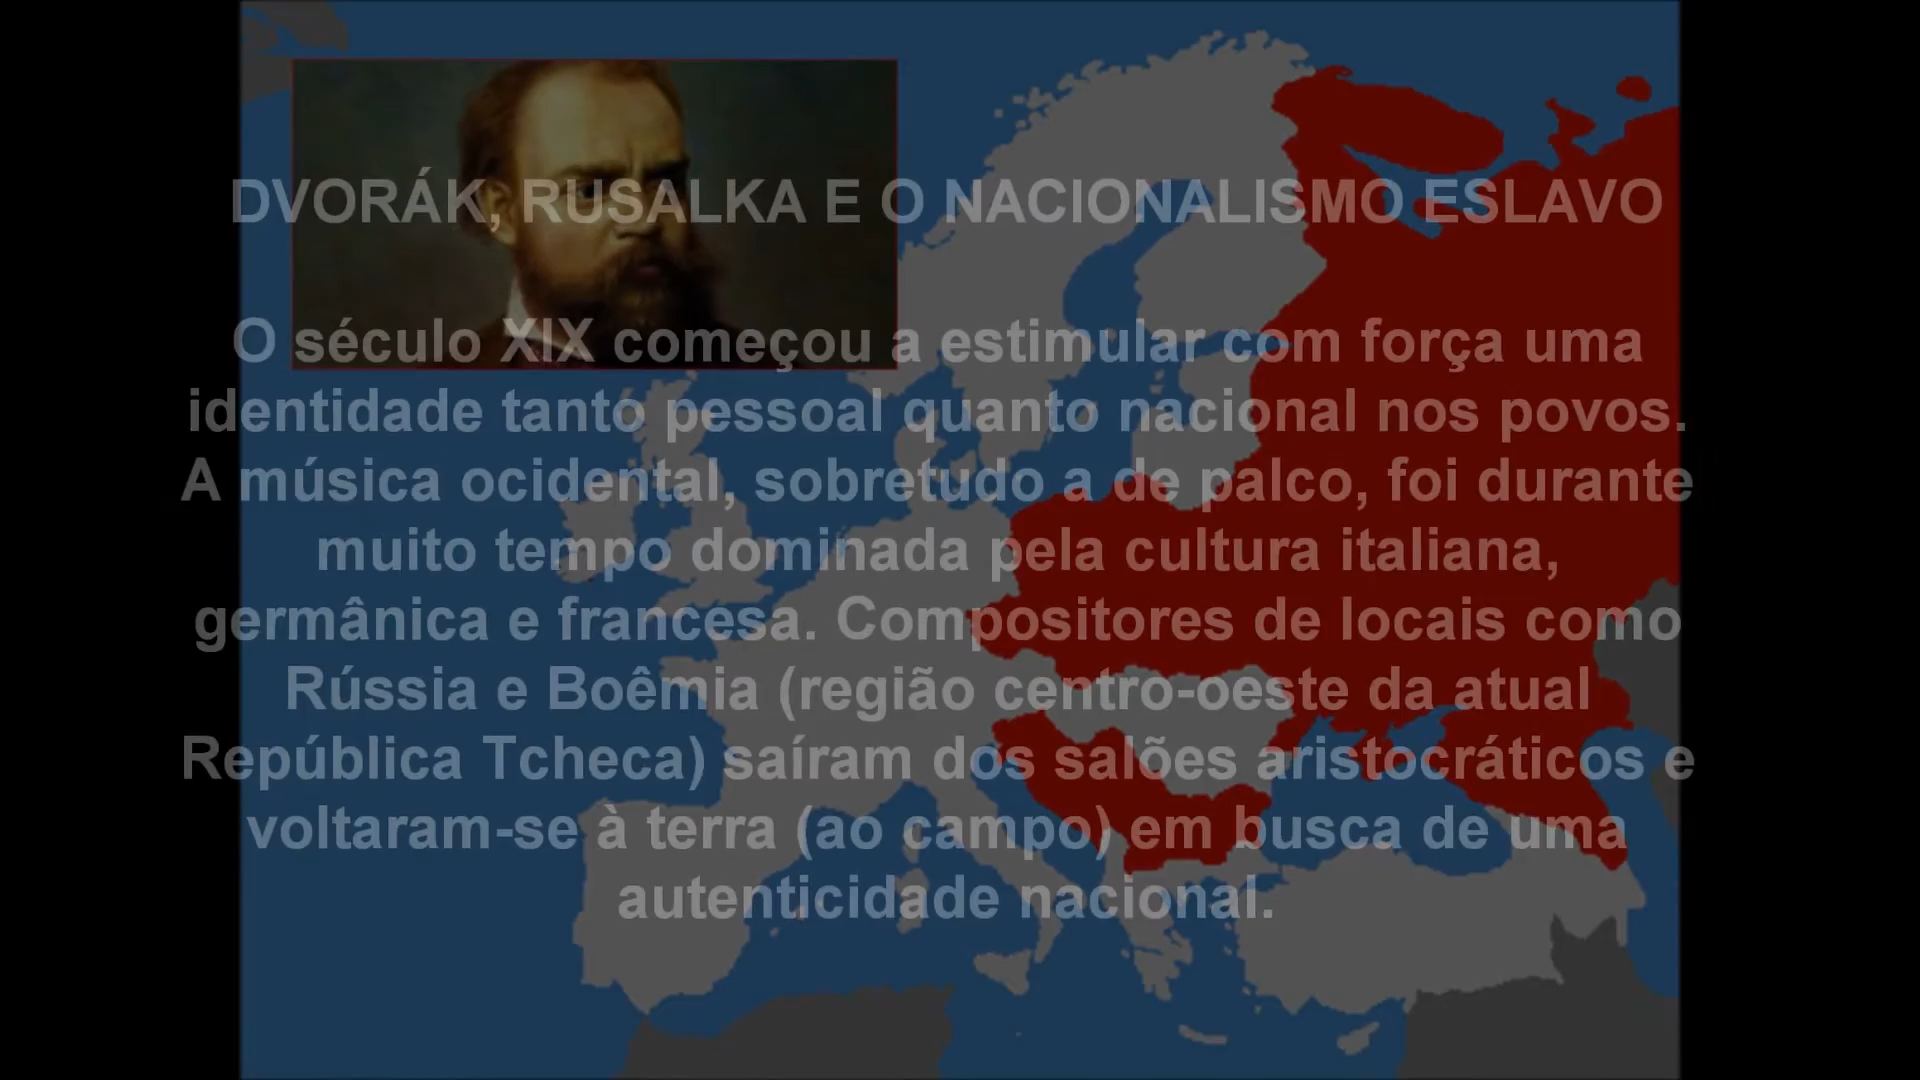 DVORÁK, RUSALKA E O NACIONALISMO ESLAVO
O século XIX começou a estimular com força uma
identidade tanto pessoal quanto nacional nos povos.
A música ocidental, sobretudo a de palco, foi durante
muito tempo dominada pela cultura italiana,
germânica e francesa. Compositores de locais como
Rússia e Boêmia (região centro-oeste da atual
República Tcheca) saíram dos salões aristocráticos e
voltaram-se à terra (ao campo) em busca de uma
autenticidade nacional.